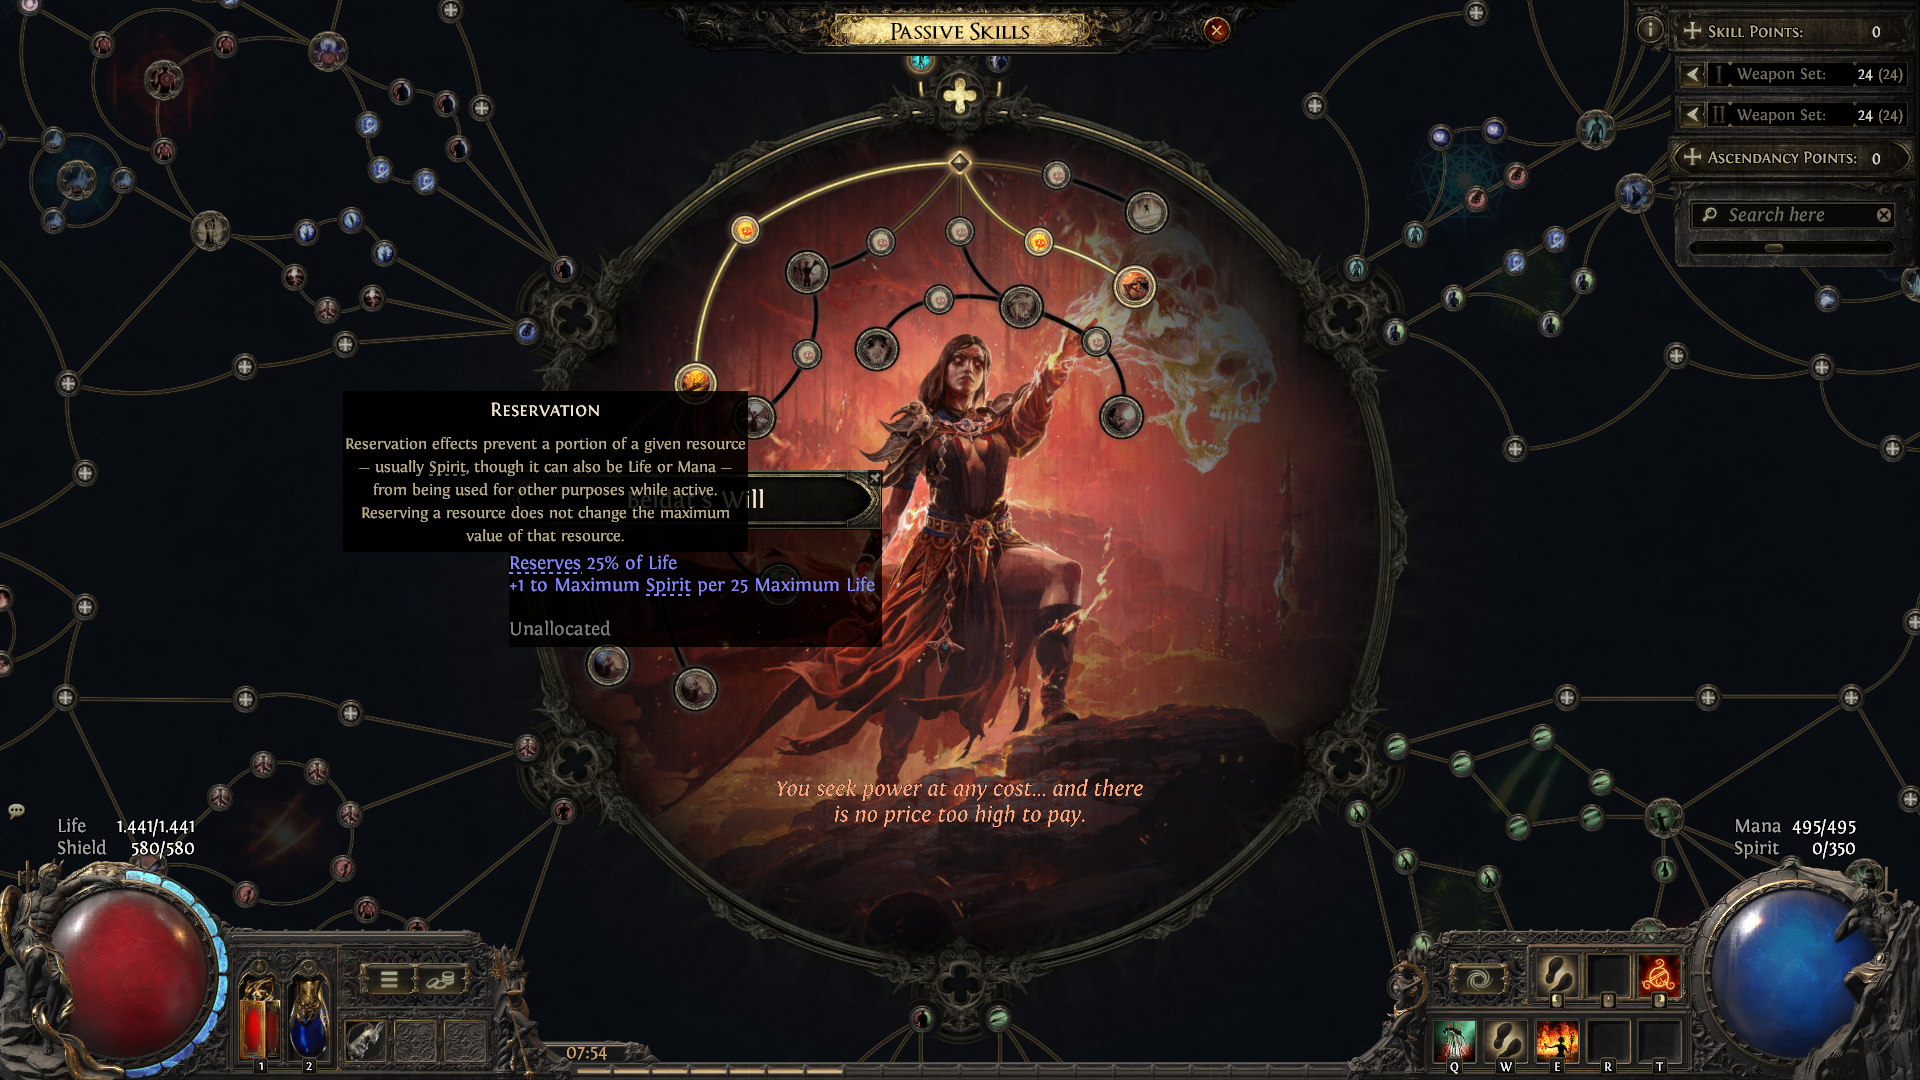 Passive Skills
Skill Points: 0
I Weapon Set: 24 (24)
II Weapon Set: 24 (24)
Ascendancy Points: 0
Search here
Reservation
Reservation effects prevent a portion of a given resource
– usually Spirit, though it can also be Life or Mana –
from being used for other purposes while active.
Reserving a resource does not change the maximum
value of that resource.
Beidat's Will
Reserves 25% of Life
+1 to Maximum Spirit per 25 Maximum Life
Unallocated
You seek power at any cost... and there
is no price too high to pay.
Life 1.441/1.441
Shield 580/580
Mana 495/495
Spirit 0/350
1 2
07:54
Q W E R T